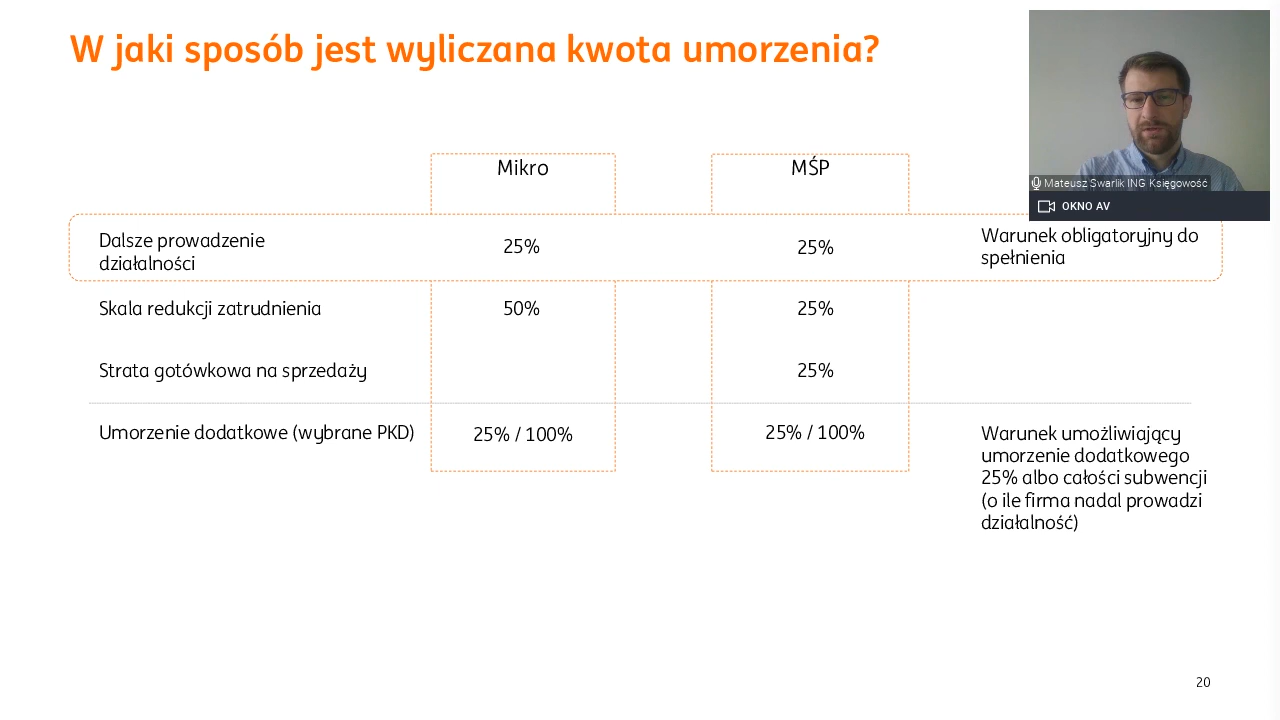 W jaki sposób jest wyliczana kwota umorzenia?
Mateusz Swarlik ING Księgowość
OKNO AV
Mikro
MŚP
Dalsze prowadzenie
działalności
25%
25%
Warunek obligatoryjny do
spełnienia
Skala redukcji zatrudnienia
50%
25%
Strata gotówkowa na sprzedaży
25%
Umorzenie dodatkowe (wybrane PKD)
25% / 100%
25% / 100%
Warunek umożliwiający
umorzenie dodatkowego
25% albo całości subwencji
(o ile firma nadal prowadzi
działalność)
20